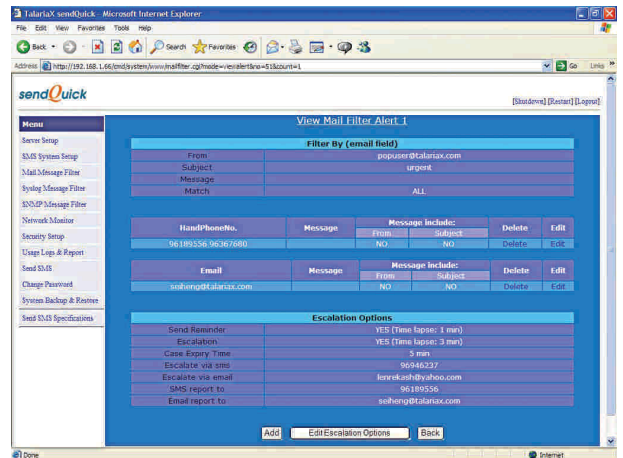 TalariaX sendQuick - Microsoft Internet Explorer
File Edit View Favorites Tools Help
Back Search Favorites
Address http://192.168.1.66/cmd/system/www/mailfilter.cgi?mode=viewalert&no=51&count=1 Go Links »
sendQuick
[Shutdown] [Restart] [Logout]
Menu
Server Setup
SMS System Setup
Mail Message Filter
Syslog Message Filter
SNMP Message Filter
Network Monitor
Security Setup
Usage Logs & Report
Send SMS
Change Password
System Backup & Restore
Send SMS Specifications
View Mail Filter Alert 1
Filter By (email field)
From popuser@talariax.com
Subject urgent
Message
Match ALL
HandPhoneNo. Message Message Include: Delete Edit
From Subject
96189556 96367680 NO NO Delete Edit
Email Message Message Include: Delete Edit
From Subject
seiheng@talariax.com NO NO Delete Edit
Escalation Options
Send Reminder YES (Time lapse: 1 min)
Escalation YES (Time lapse: 3 min)
Case Expiry Time 5 min
Escalate via sms 96946237
Escalate via email lenrekash@yahoo.com
SMS report to 96189556
Email report to seiheng@talariax.com
Add Edit Escalation Options Back
Done Internet